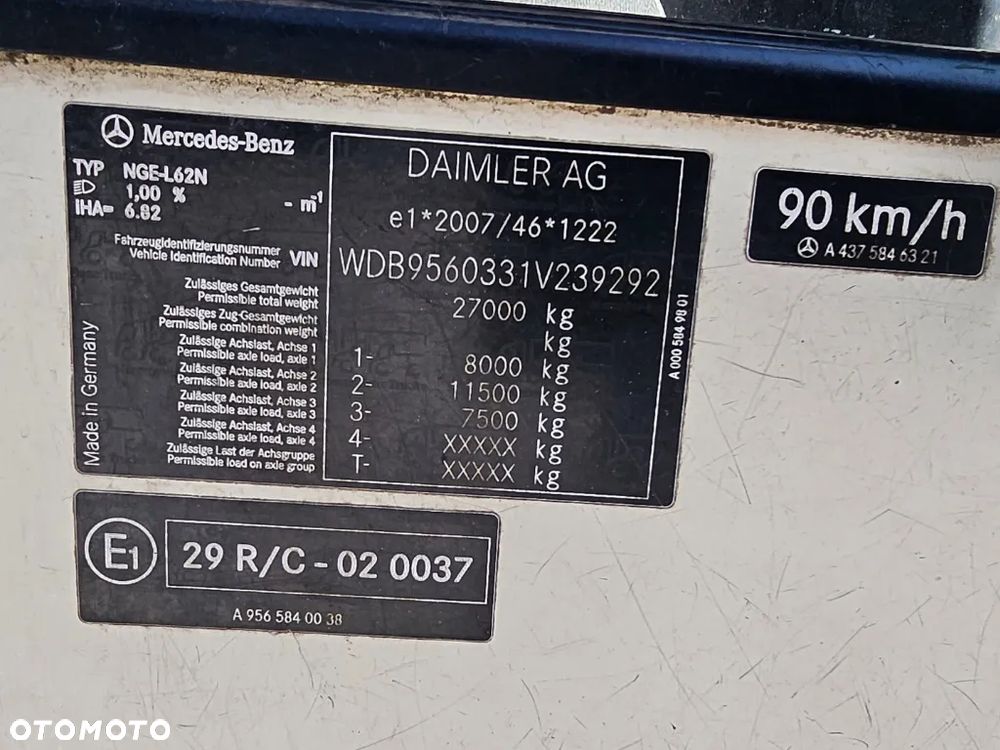 Mercedes-Benz
TYP NGE-L62N
1,00 % - m⁻¹
IHA= 6.82
Fahrzeugidentifizierungsnummer
Vehicle Identification Number VIN
Zulässiges Gesamtgewicht
Permissible total weight
Zulässiges Zug-Gesamtgewicht
Permissible combination weight
Zulässige Achslast, Achse 1
Permissible axle load, axle 1
Zulässige Achslast, Achse 2
Permissible axle load, axle 2
Zulässige Achslast, Achse 3
Permissible axle load, axle 3
Zulässige Achslast, Achse 4
Permissible axle load, axle 4
Zulässige Last der Achsgruppe
Permissible load on axle group
Made in Germany
DAIMLER AG
e1*2007/46*1222
WDB9560331V239292
27000 kg
kg
1- 8000 kg
2- 11500 kg
3- 7500 kg
4- XXXXX kg
T- XXXXX kg
A 000 584 98 01
90 km/h
A 437 584 63 21
E1 29 R/C - 02 0037
A 956 584 00 38
OTOMOTO